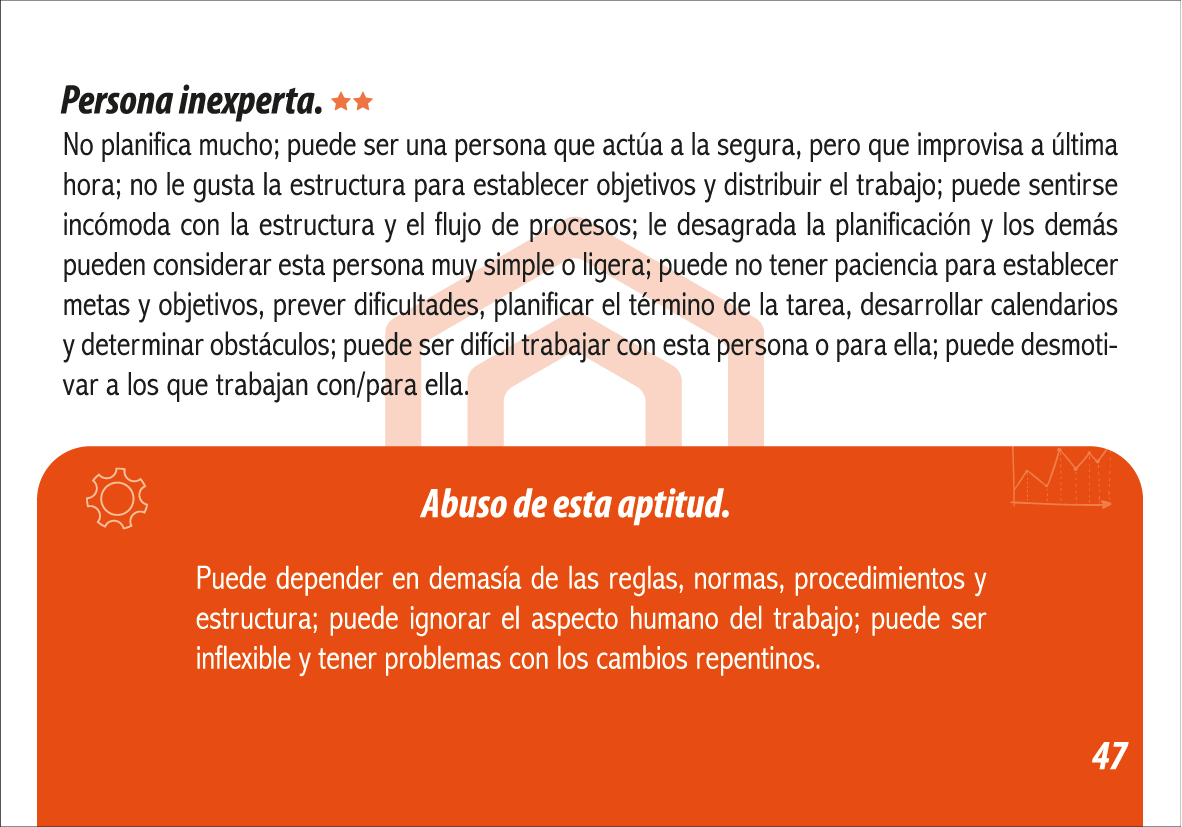 Persona inexperta.
No planifica mucho; puede ser una persona que actúa a la segura, pero que improvisa a última
hora; no le gusta la estructura para establecer objetivos y distribuir el trabajo; puede sentirse
incómoda con la estructura y el flujo de procesos; le desagrada la planificación y los demás
pueden considerar esta persona muy simple o ligera; puede no tener paciencia para establecer
metas y objetivos, prever dificultades, planificar el término de la tarea, desarrollar calendarios
y determinar obstáculos; puede ser difícil trabajar con esta persona o para ella; puede desmoti-
var a los que trabajan con/para ella.
Abuso de esta aptitud.
Puede depender en demasía de las reglas, normas, procedimientos y
estructura; puede ignorar el aspecto humano del trabajo; puede ser
inflexible y tener problemas con los cambios repentinos.
47